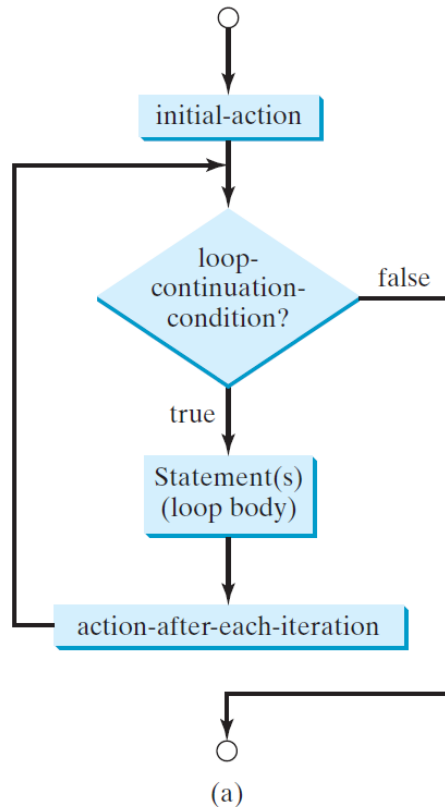 initial-action
loop-
continuation-
condition?
false
true
Statement(s)
(loop body)
action-after-each-iteration
(a)